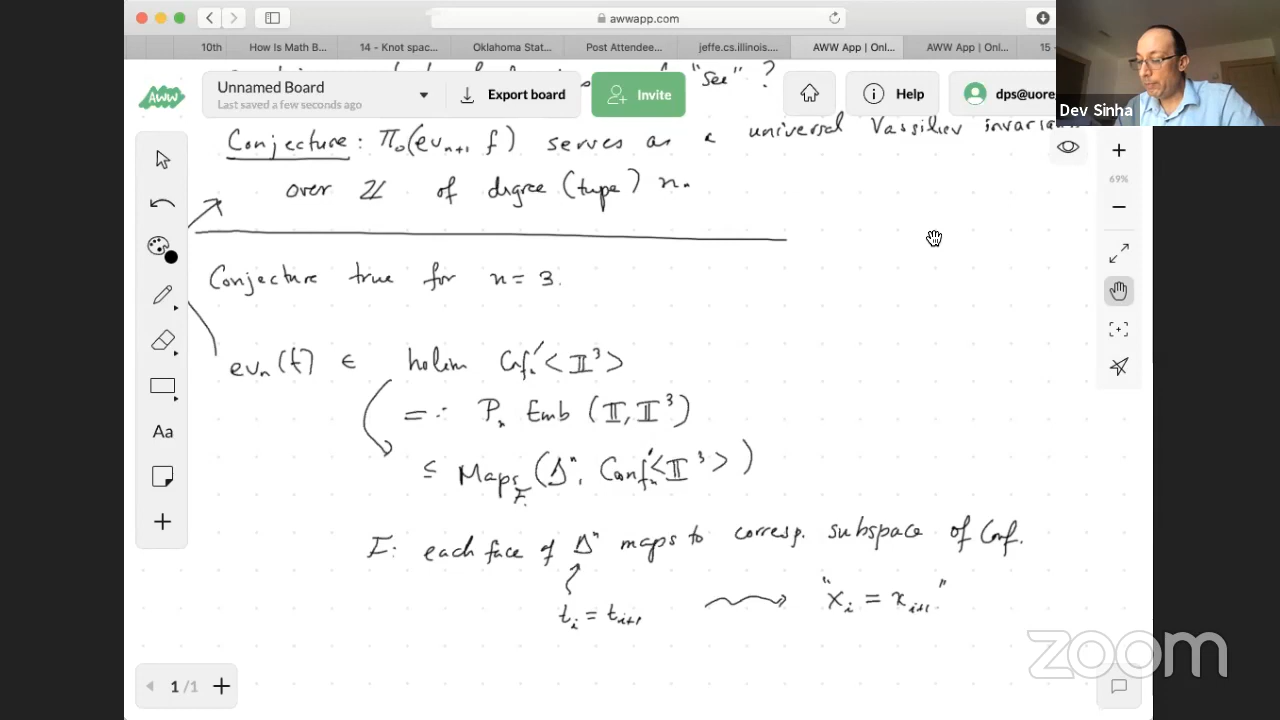 awwapp.com
10th
How Is Math B...
14 - Knot spac...
Oklahoma Stat...
Post Attendee...
jeffe.cs.illinois....
AWW App | Onl...
AWW App | Onl...
15 -
"see" ?
AWW
Unnamed Board
Last saved a few seconds ago
Export board
Invite
Help
dps@uore
Dev Sinha
Conjecture : π₀(evₙ₊₁ f) serves as a universal Vassiliev invariant
over ℤ of degree (type) n.
69%
Conjecture true for n = 3.
evₙ(f) ∈ holim Conf'ₙ<𝕀³>
=: Pₙ Emb (𝕀, 𝕀³)
⊆ Maps_F (Δⁿ, Conf'ₙ<𝕀³>)
F: each face of Δⁿ maps to corresp. subspace of Conf.
tᵢ = tᵢ₊₁ ⇝ "xᵢ = xᵢ₊₁"
Aa
1 /1
zoom